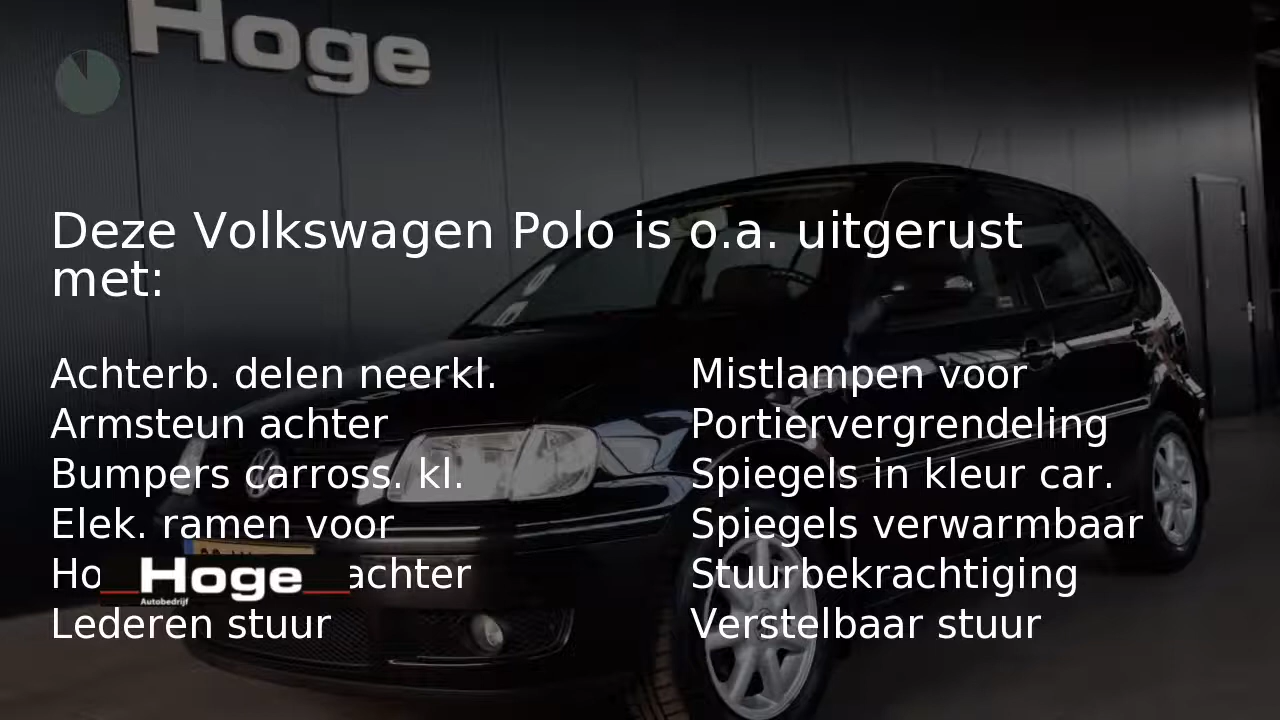 Hoge
Deze Volkswagen Polo is o.a. uitgerust
met:
Achterb. delen neerkl.
Armsteun achter
Bumpers carross. kl.
Elek. ramen voor
achter
Lederen stuur
Mistlampen voor
Portiervergrendeling
Spiegels in kleur car.
Spiegels verwarmbaar
Stuurbekrachtiging
Verstelbaar stuur
Hoge
Autobedrijf